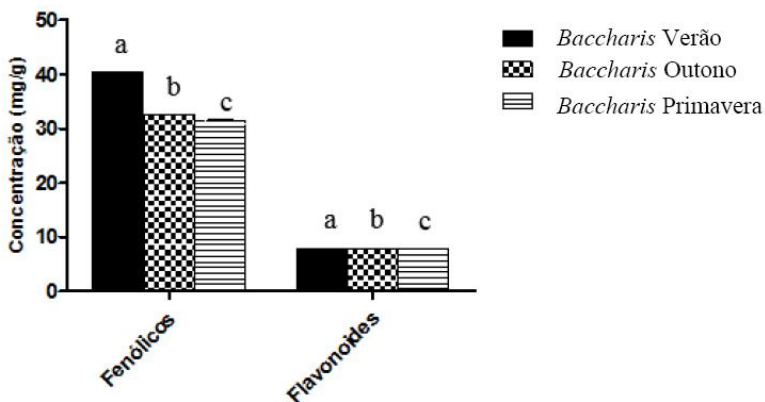 50
40
30
20
10
0
Concentração (mg/g)
a
b
c
a b c
Fenólicos
Flavonoides
Baccharis Verão
Baccharis Outono
Baccharis Primavera